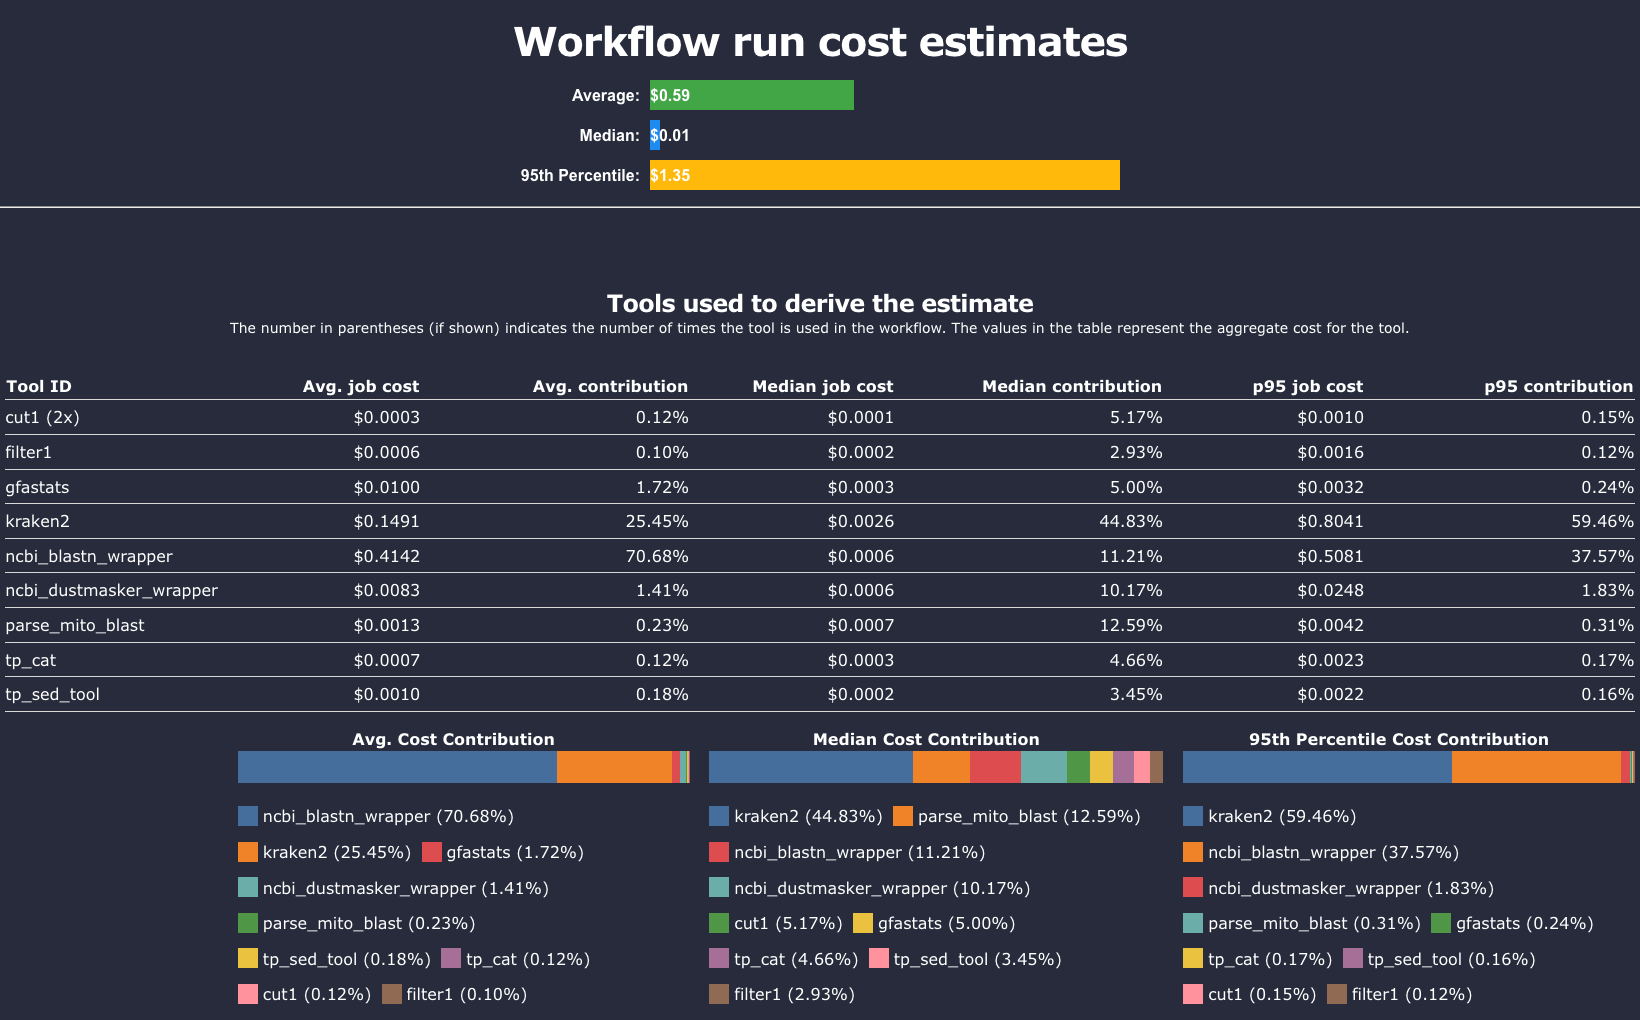 Workflow run cost estimates
Average: $0.59
Median: $0.01
95th Percentile: $1.35
Tools used to derive the estimate
The number in parentheses (if shown) indicates the number of times the tool is used in the workflow. The values in the table represent the aggregate cost for the tool.
Tool ID Avg. job cost Avg. contribution Median job cost Median contribution p95 job cost p95 contribution
cut1 (2x) $0.0003 0.12% $0.0001 5.17% $0.0010 0.15%
filter1 $0.0006 0.10% $0.0002 2.93% $0.0016 0.12%
gfastats $0.0100 1.72% $0.0003 5.00% $0.0032 0.24%
kraken2 $0.1491 25.45% $0.0026 44.83% $0.8041 59.46%
ncbi_blastn_wrapper $0.4142 70.68% $0.0006 11.21% $0.5081 37.57%
ncbi_dustmasker_wrapper $0.0083 1.41% $0.0006 10.17% $0.0248 1.83%
parse_mito_blast $0.0013 0.23% $0.0007 12.59% $0.0042 0.31%
tp_cat $0.0007 0.12% $0.0003 4.66% $0.0023 0.17%
tp_sed_tool $0.0010 0.18% $0.0002 3.45% $0.0022 0.16%
Avg. Cost Contribution
ncbi_blastn_wrapper (70.68%)
kraken2 (25.45%) gfastats (1.72%)
ncbi_dustmasker_wrapper (1.41%)
parse_mito_blast (0.23%)
tp_sed_tool (0.18%) tp_cat (0.12%)
cut1 (0.12%) filter1 (0.10%)
Median Cost Contribution
kraken2 (44.83%) parse_mito_blast (12.59%)
ncbi_blastn_wrapper (11.21%)
ncbi_dustmasker_wrapper (10.17%)
cut1 (5.17%) gfastats (5.00%)
tp_cat (4.66%) tp_sed_tool (3.45%)
filter1 (2.93%)
95th Percentile Cost Contribution
kraken2 (59.46%)
ncbi_blastn_wrapper (37.57%)
ncbi_dustmasker_wrapper (1.83%)
parse_mito_blast (0.31%) gfastats (0.24%)
tp_cat (0.17%) tp_sed_tool (0.16%)
cut1 (0.15%) filter1 (0.12%)